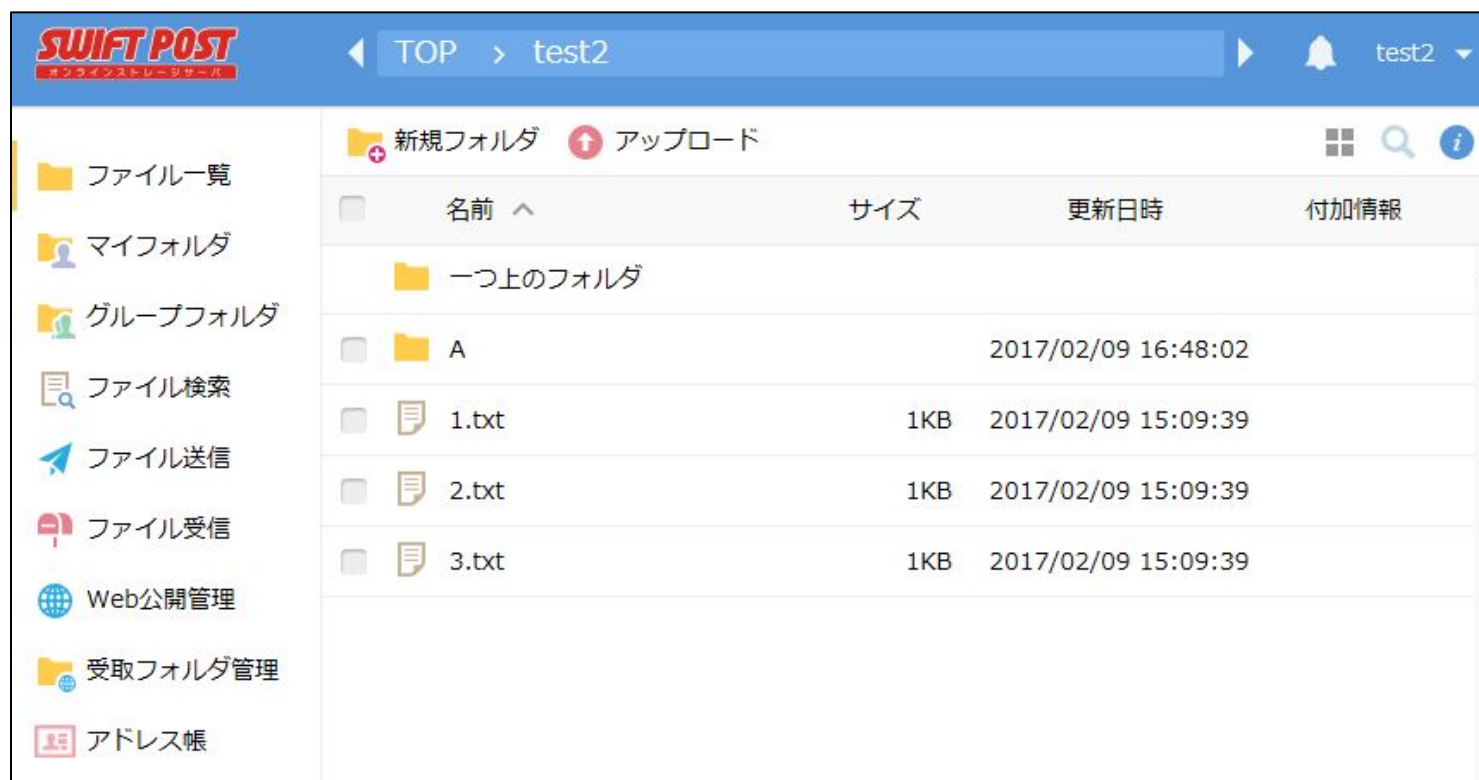 SWIFT POST
オンラインストレージサーバ
TOP > test2
test2
新規フォルダ アップロード
ファイル一覧
マイフォルダ
グループフォルダ
ファイル検索
ファイル送信
ファイル受信
Web公開管理
受取フォルダ管理
アドレス帳
名前 サイズ 更新日時 付加情報
一つ上のフォルダ
A 2017/02/09 16:48:02
1.txt 1KB 2017/02/09 15:09:39
2.txt 1KB 2017/02/09 15:09:39
3.txt 1KB 2017/02/09 15:09:39